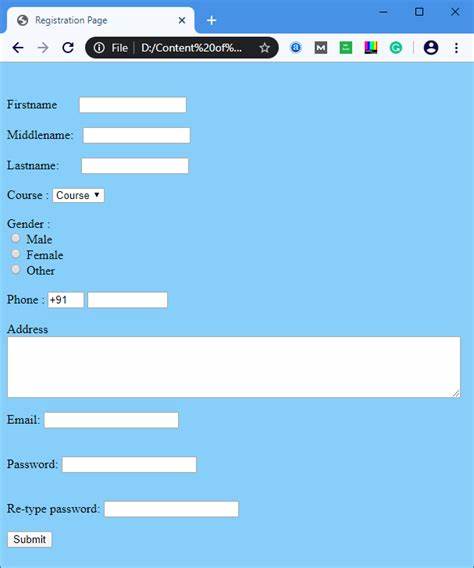 Registration Page
File
D:/Content%20of%...
Firstname
Middlename:
Lastname:
Course : Course
Gender :
Male
Female
Other
Phone : +91
Address
Email:
Password:
Re-type password:
Submit